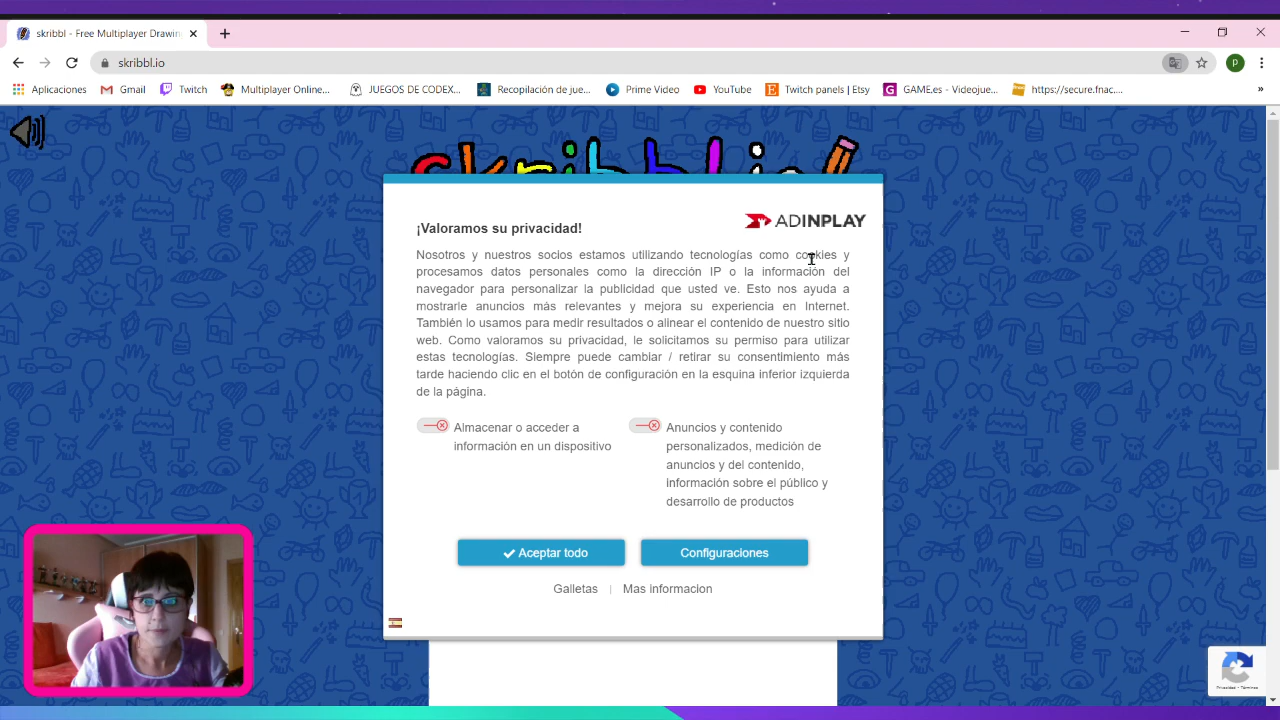 skribbl - Free Multiplayer Drawin
skribbl.io
P
Aplicaciones
Gmail
Twitch
Multiplayer Online...
JUEGOS DE CODEX...
Recopilación de jue...
Prime Video
YouTube
Twitch panels | Etsy
GAME.es - Videojue...
https://secure.fnac....
»
skribbl.io
ADINPLAY
¡Valoramos su privacidad!
Nosotros y nuestros socios estamos utilizando tecnologías como cookies y
procesamos datos personales como la dirección IP o la información del
navegador para personalizar la publicidad que usted ve. Esto nos ayuda a
mostrarle anuncios más relevantes y mejora su experiencia en Internet.
También lo usamos para medir resultados o alinear el contenido de nuestro sitio
web. Como valoramos su privacidad, le solicitamos su permiso para utilizar
estas tecnologías. Siempre puede cambiar / retirar su consentimiento más
tarde haciendo clic en el botón de configuración en la esquina inferior izquierda
de la página.
Almacenar o acceder a
información en un dispositivo
Anuncios y contenido
personalizados, medición de
anuncios y del contenido,
información sobre el público y
desarrollo de productos
Aceptar todo
Configuraciones
Galletas | Mas informacion
Privacidad - Términos